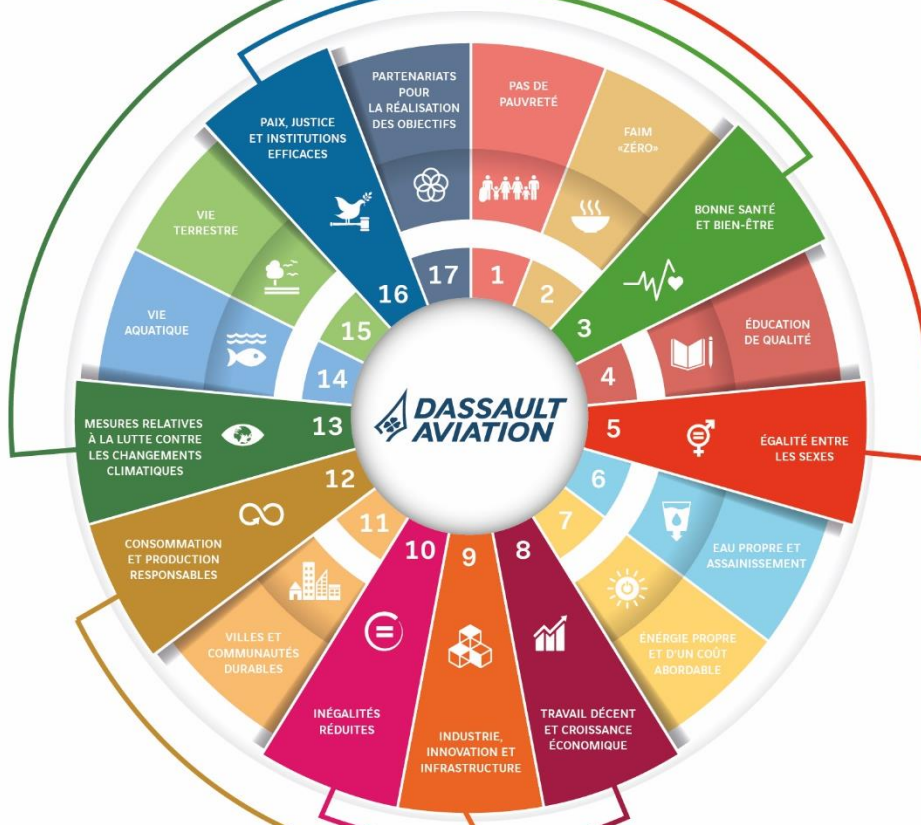 PAS DE
PAUVRETÉ
1
FAIM
«ZÉRO»
2
BONNE SANTÉ
ET BIEN-ÊTRE
3
ÉDUCATION
DE QUALITÉ
4
ÉGALITÉ ENTRE
LES SEXES
5
EAU PROPRE ET
ASSAINISSEMENT
6
ÉNERGIE PROPRE
ET D'UN COÛT
ABORDABLE
7
TRAVAIL DÉCENT
ET CROISSANCE
ÉCONOMIQUE
8
INDUSTRIE,
INNOVATION ET
INFRASTRUCTURE
9
INÉGALITÉS
RÉDUITES
10
VILLES ET
COMMUNAUTÉS
DURABLES
11
CONSOMMATION
ET PRODUCTION
RESPONSABLES
12
MESURES RELATIVES
À LA LUTTE CONTRE
LES CHANGEMENTS
CLIMATIQUES
13
VIE
AQUATIQUE
14
VIE
TERRESTRE
15
PAIX, JUSTICE
ET INSTITUTIONS
EFFICACES
16
PARTENARIATS
POUR
LA RÉALISATION
DES OBJECTIFS
17
DASSAULT
AVIATION